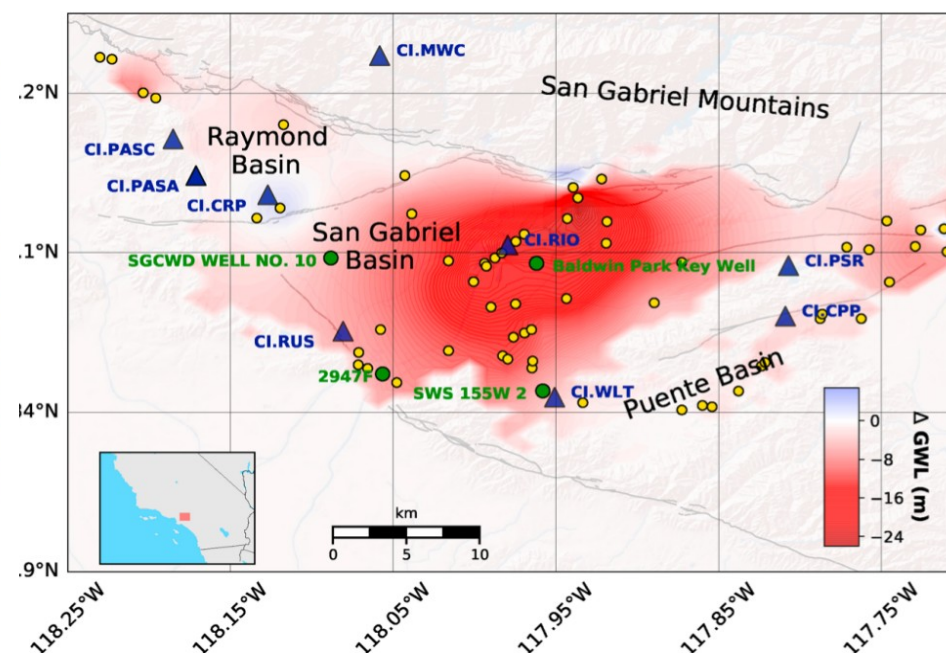 CI.MWC
San Gabriel Mountains
.2°N
Raymond
Basin
CI.PASC
CI.PASA
CI.CRP
San Gabriel
Basin
CI.RIO
.1°N
SGCWD WELL NO. 10
Baldwin Park Key Well
CI.PSR
CI.CPP
CI.RUS
2947F
SWS 155W 2
CI.WLT
Puente Basin
34°N
Δ GWL (m)
0
−8
−16
−24
km
0
5
10
.9°N
118.25°W
118.15°W
118.05°W
117.95°W
117.85°W
117.75°W